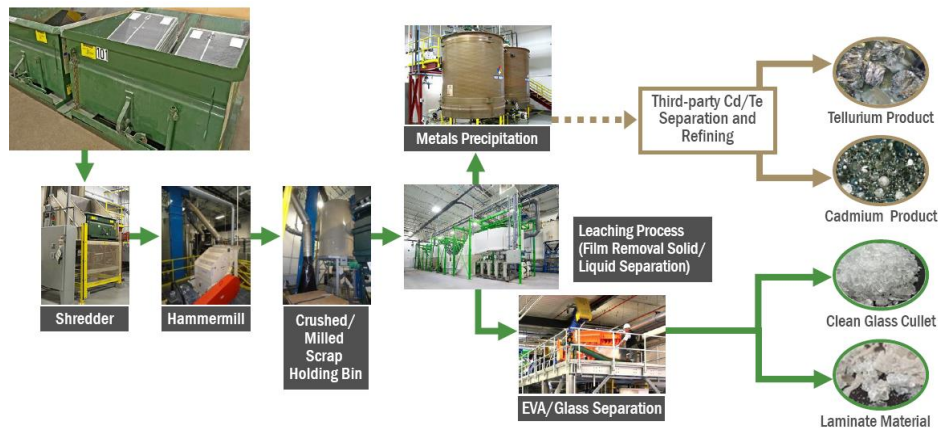 101
Metals Precipitation
Third-party Cd/Te
Separation and
Refining
Tellurium Product
Cadmium Product
Shredder
Hammermill
Crushed/
Milled
Scrap
Holding Bin
Leaching Process
(Film Removal Solid/
Liquid Separation)
EVA/Glass Separation
Clean Glass Cullet
Laminate Material